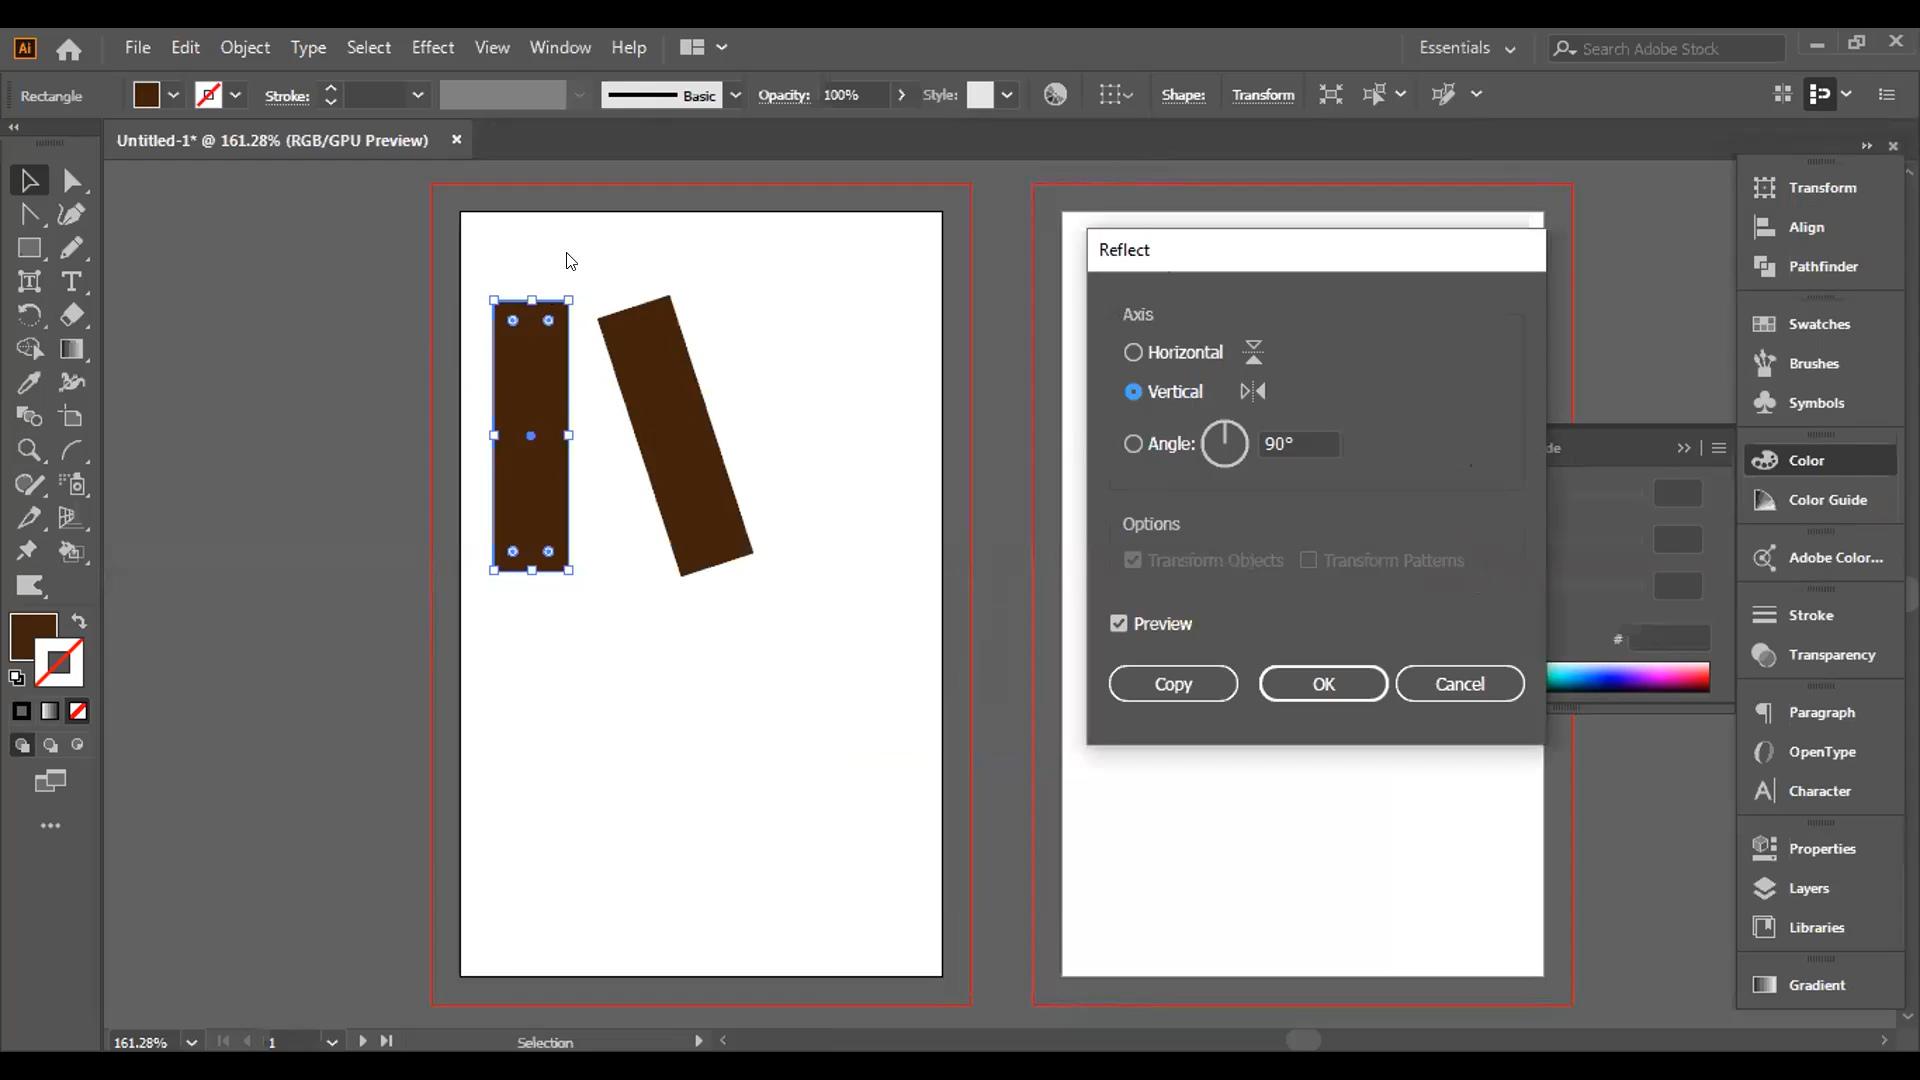 Ai File Edit Object Type Select Effect View Window Help Essentials Search Adobe Stock
Rectangle Stroke: Basic Opacity: 100% Style: Shape: Transform
Untitled-1* @ 161.28% (RGB/GPU Preview)
Reflect
Axis
Horizontal
Vertical
Angle: 90°
Options
Transform Objects Transform Patterns
Preview
Copy OK Cancel
de
#
Transform
Align
Pathfinder
Swatches
Brushes
Symbols
Color
Color Guide
Adobe Color...
Stroke
Transparency
Paragraph
OpenType
Character
Properties
Layers
Libraries
Gradient
161.28% 1 Selection